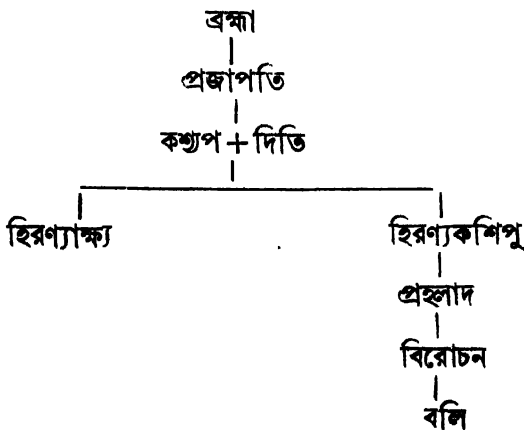 ব্রহ্মা
প্রজাপতি
কশ্যপ + দিতি
হিরণ্যাক্ষ্য হিরণ্যকশিপু
প্রহ্লাদ
বিরোচন
বলি